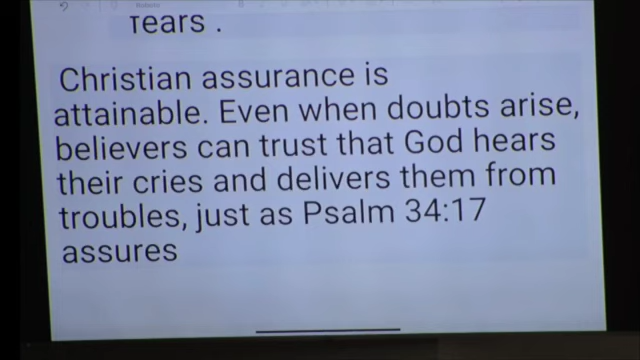 Tears .
Christian assurance is
attainable. Even when doubts arise,
believers can trust that God hears
their cries and delivers them from
troubles, just as Psalm 34:17
assures